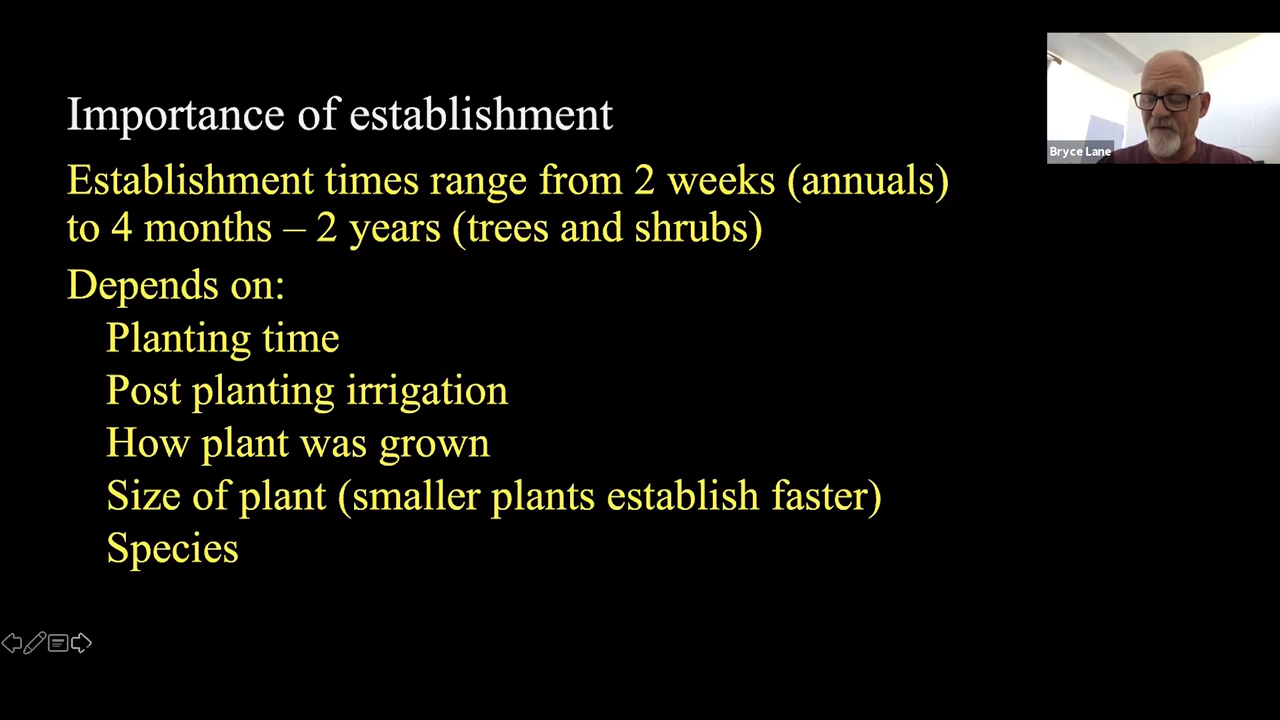 Importance of establishment
Establishment times range from 2 weeks (annuals)
to 4 months – 2 years (trees and shrubs)
Depends on:
Planting time
Post planting irrigation
How plant was grown
Size of plant (smaller plants establish faster)
Species
Bryce Lane